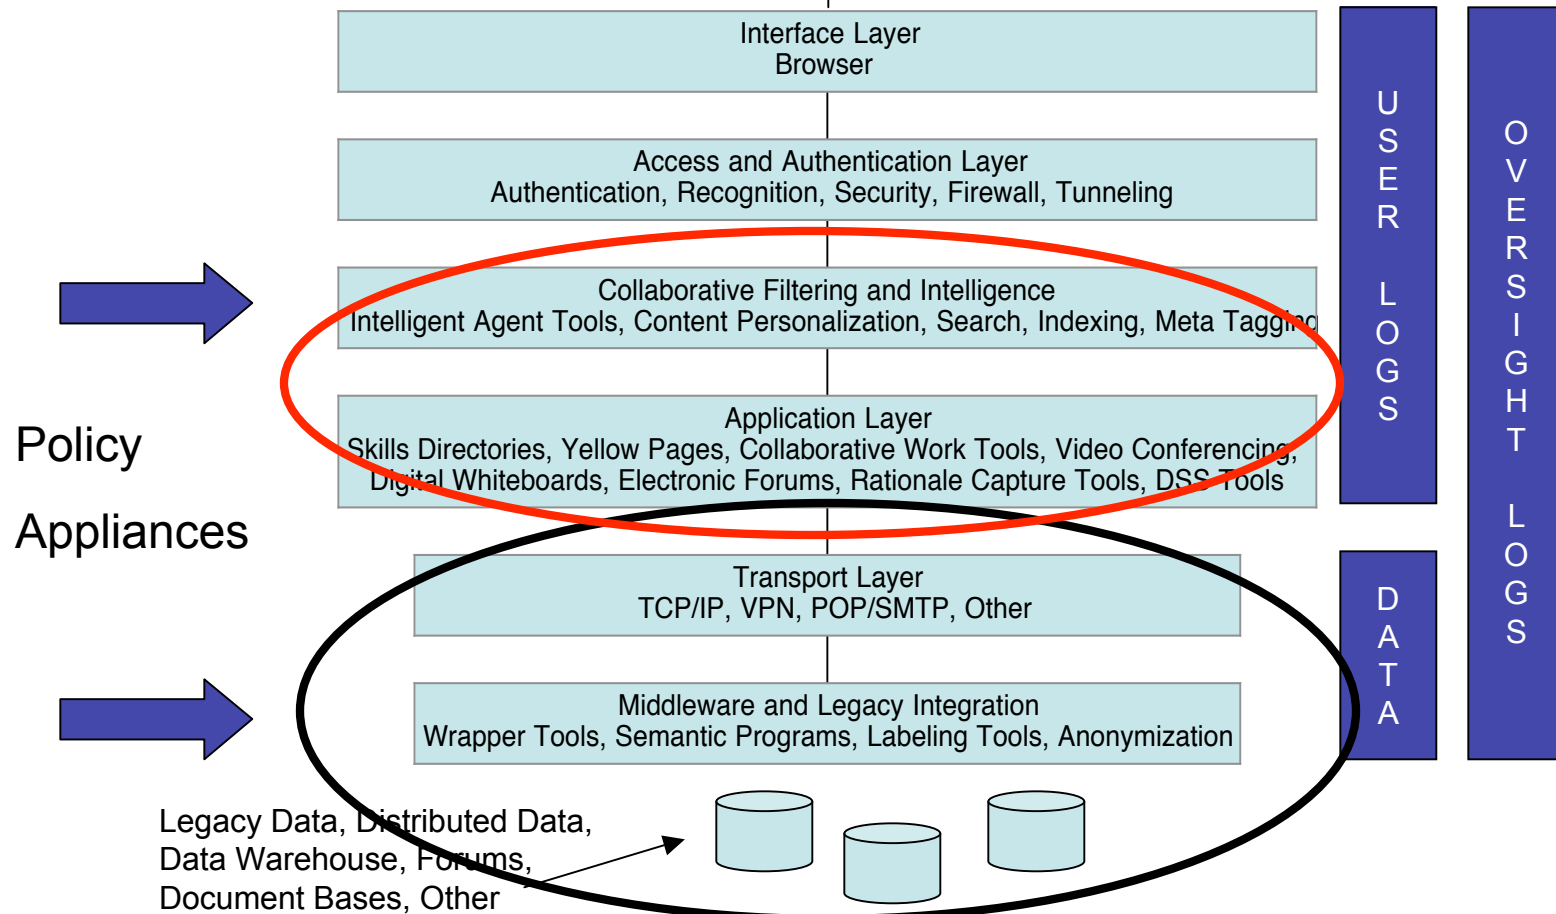 Interface Layer
Browser
Access and Authentication Layer
Authentication, Recognition, Security, Firewall, Tunneling
Collaborative Filtering and Intelligence
Intelligent Agent Tools, Content Personalization, Search, Indexing, Meta Tagging
Application Layer
Skills Directories, Yellow Pages, Collaborative Work Tools, Video Conferencing,
Digital Whiteboards, Electronic Forums, Rationale Capture Tools, DSS Tools
Transport Layer
TCP/IP, VPN, POP/SMTP, Other
Middleware and Legacy Integration
Wrapper Tools, Semantic Programs, Labeling Tools, Anonymization
Legacy Data, Distributed Data,
Data Warehouse, Forums,
Document Bases, Other
Policy
Appliances
USER LOGS
DATA
OVERSIGHT LOGS